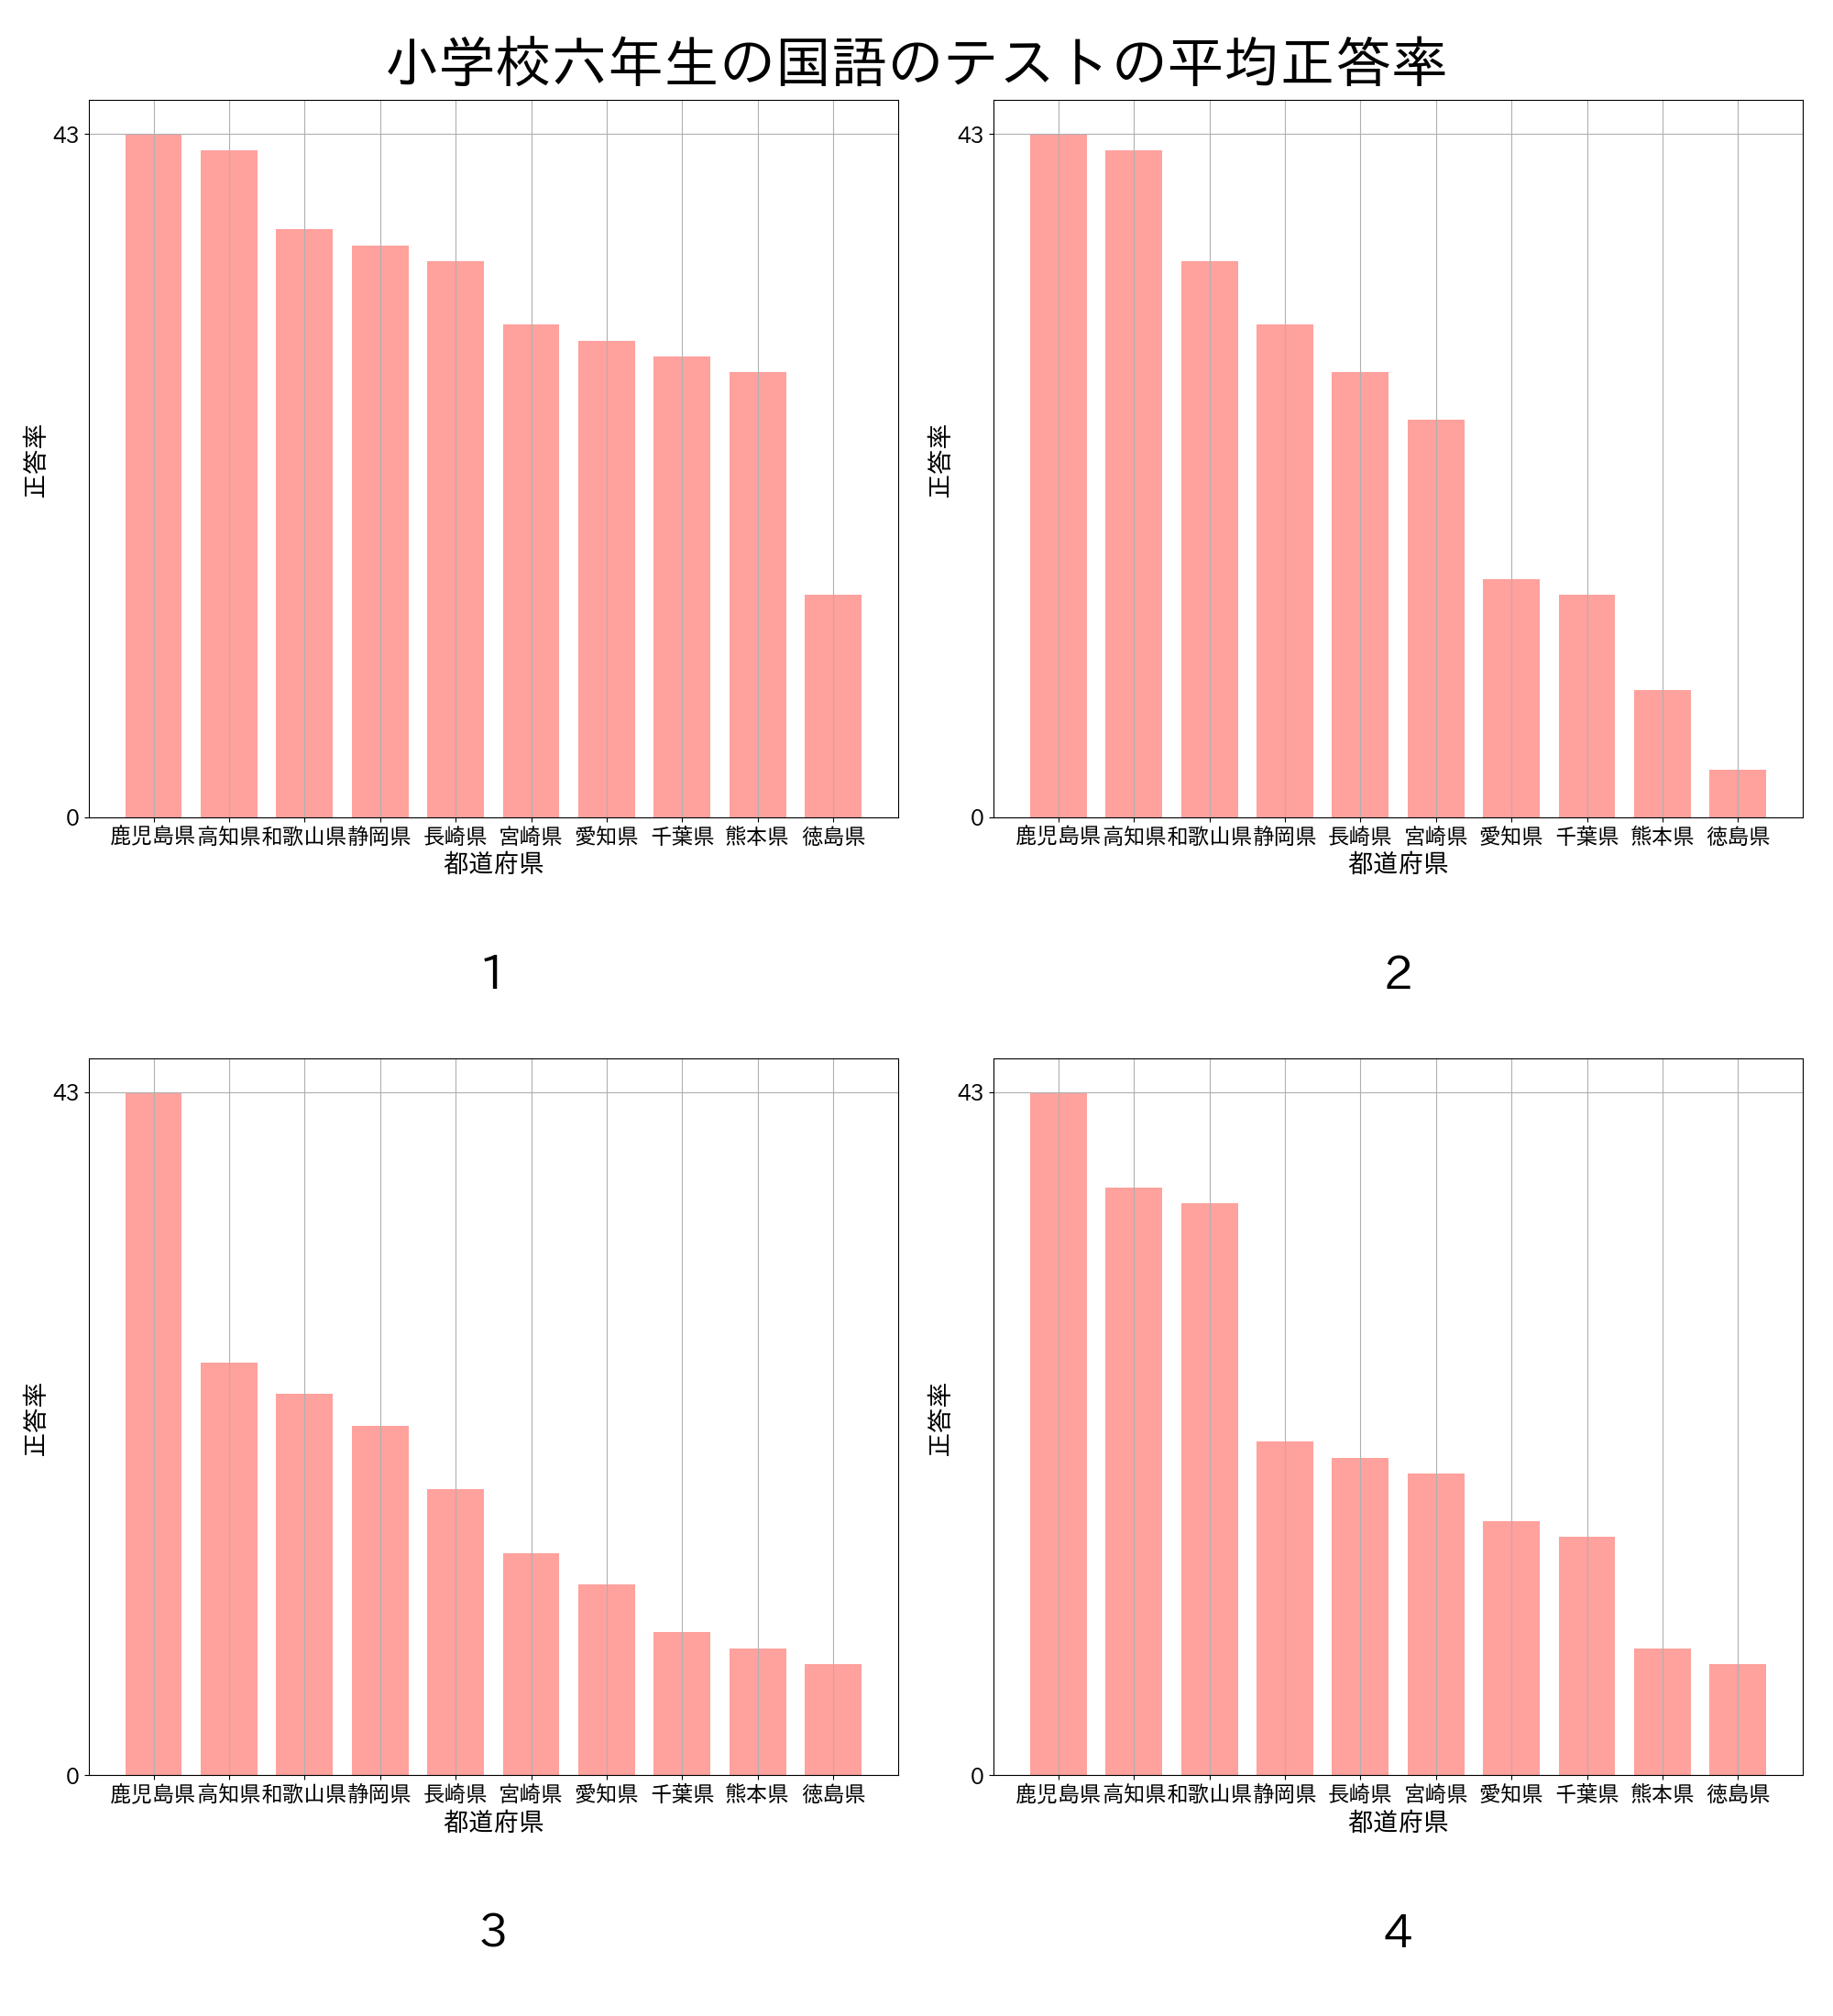 小学校六年生の国語のテストの平均正答率
43
正答率
0
鹿児島県 高知県 和歌山県 静岡県 長崎県 宮崎県 愛知県 千葉県 熊本県 徳島県
都道府県
1
43
正答率
0
鹿児島県 高知県 和歌山県 静岡県 長崎県 宮崎県 愛知県 千葉県 熊本県 徳島県
都道府県
2
43
正答率
0
鹿児島県 高知県 和歌山県 静岡県 長崎県 宮崎県 愛知県 千葉県 熊本県 徳島県
都道府県
3
43
正答率
0
鹿児島県 高知県 和歌山県 静岡県 長崎県 宮崎県 愛知県 千葉県 熊本県 徳島県
都道府県
4